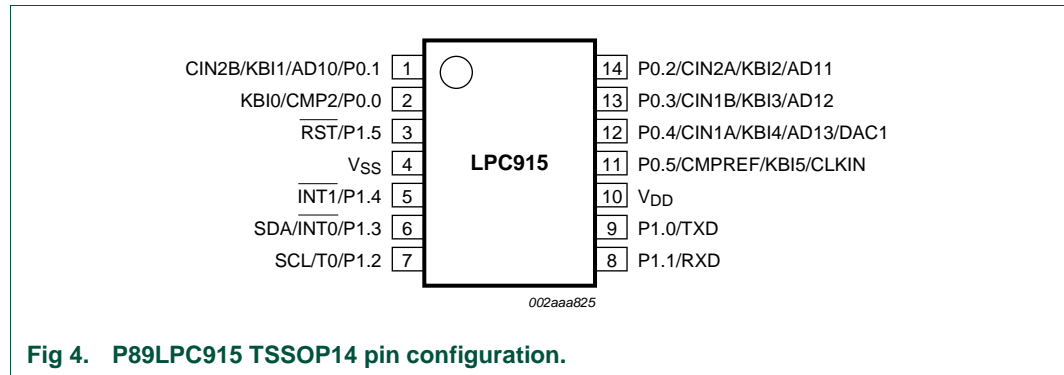 CIN2B/KBI1/AD10/P0.1 1 14 P0.2/CIN2A/KBI2/AD11
KBI0/CMP2/P0.0 2 13 P0.3/CIN1B/KBI3/AD12
RST/P1.5 3 12 P0.4/CIN1A/KBI4/AD13/DAC1
VSS 4 LPC915 11 P0.5/CMPREF/KBI5/CLKIN
INT1/P1.4 5 10 VDD
SDA/INT0/P1.3 6 9 P1.0/TXD
SCL/T0/P1.2 7 8 P1.1/RXD
002aaa825
Fig 4. P89LPC915 TSSOP14 pin configuration.